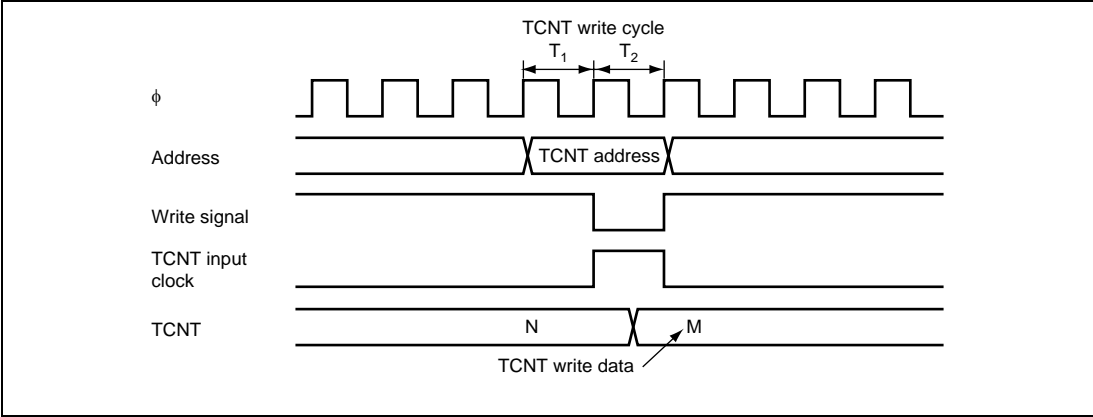 TCNT write cycle
T1 T2
ϕ
Address
TCNT address
Write signal
TCNT input
clock
TCNT
N
M
TCNT write data